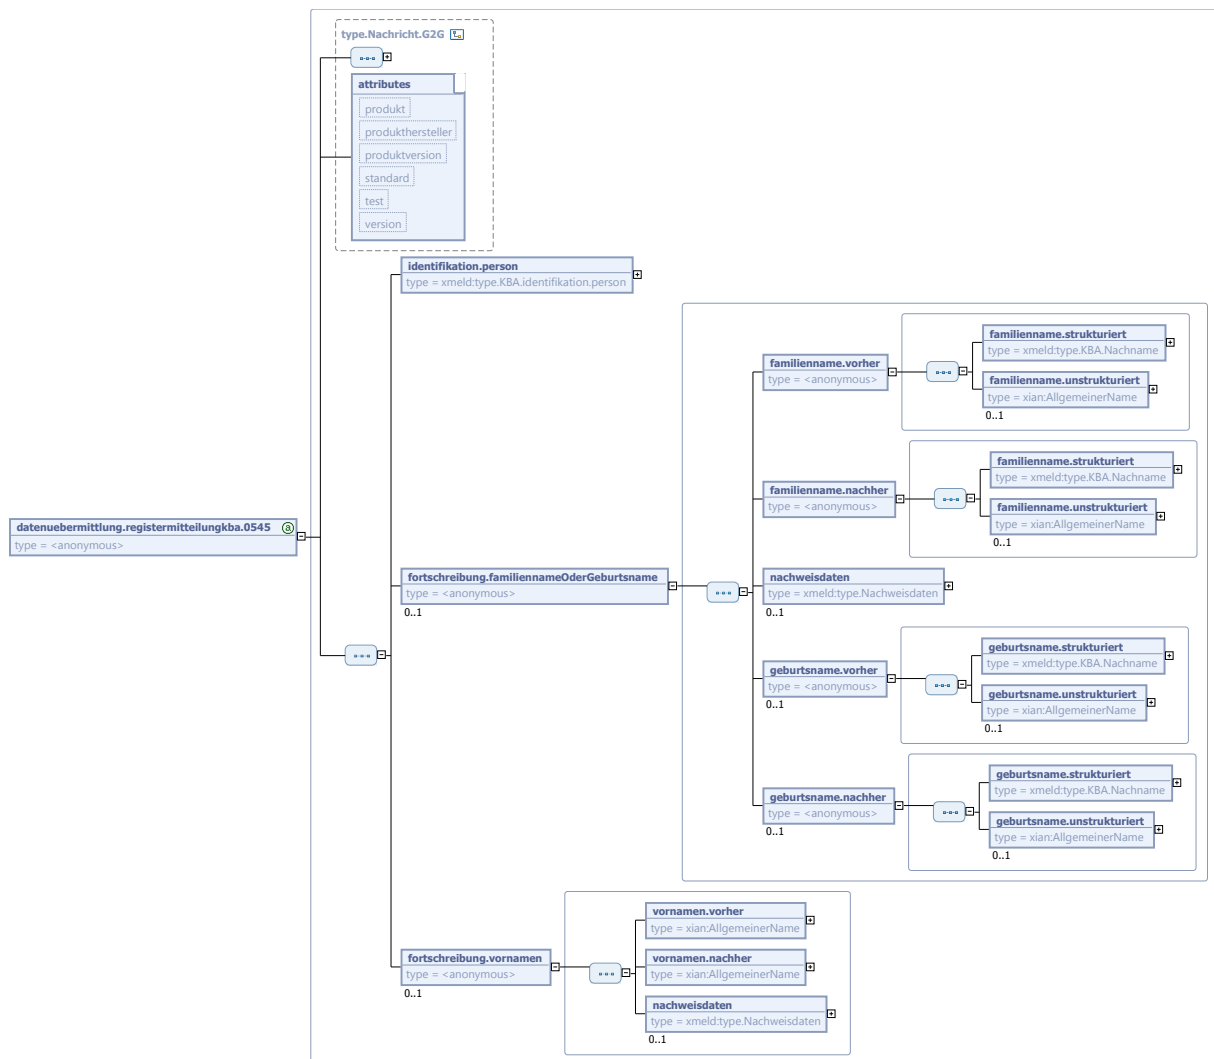 type.Nachricht.G2G
attributes
produkt
produkthersteller
produktversion
standard
test
version
identifikation.person
type = xmeld:type.KBA.identifikation.person
familienname.strukturiert
type = xmeld:type.KBA.Nachname
familienname.vorher
type = <anonymous>
familienname.unstrukturiert
type = xian:AllgemeinerName
0..1
familienname.strukturiert
type = xmeld:type.KBA.Nachname
familienname.nachher
type = <anonymous>
familienname.unstrukturiert
type = xian:AllgemeinerName
0..1
datenuebermittlung.registermitteilungkba.0545 a
type = <anonymous>
fortschreibung.familiennameOderGeburtsname
type = <anonymous>
0..1
nachweisdaten
type = xmeld:type.Nachweisdaten
0..1
geburtsname.strukturiert
type = xmeld:type.KBA.Nachname
geburtsname.vorher
type = <anonymous>
0..1
geburtsname.unstrukturiert
type = xian:AllgemeinerName
0..1
geburtsname.strukturiert
type = xmeld:type.KBA.Nachname
geburtsname.nachher
type = <anonymous>
0..1
geburtsname.unstrukturiert
type = xian:AllgemeinerName
0..1
vornamen.vorher
type = xian:AllgemeinerName
fortschreibung.vornamen
type = <anonymous>
0..1
vornamen.nachher
type = xian:AllgemeinerName
nachweisdaten
type = xmeld:type.Nachweisdaten
0..1